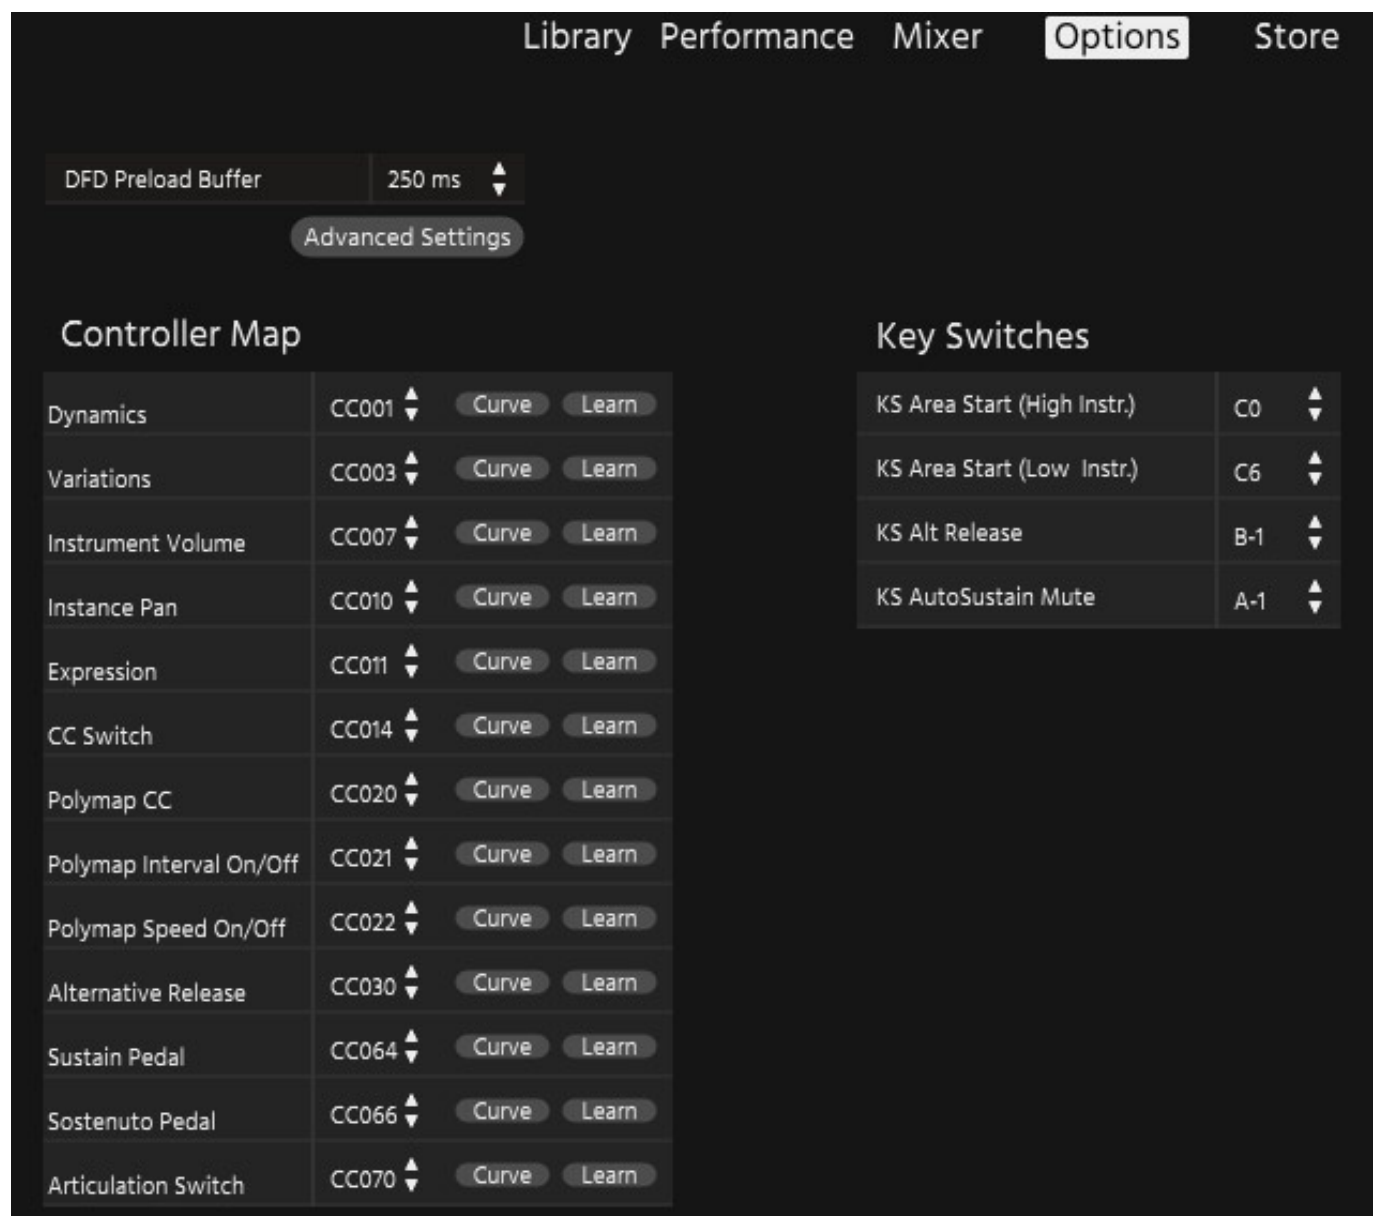 Library Performance Mixer Options Store
DFD Preload Buffer 250 ms
Advanced Settings
Controller Map
Dynamics CC001 Curve Learn
Variations CC003 Curve Learn
Instrument Volume CC007 Curve Learn
Instance Pan CC010 Curve Learn
Expression CC011 Curve Learn
CC Switch CC014 Curve Learn
Polymap CC CC020 Curve Learn
Polymap Interval On/Off CC021 Curve Learn
Polymap Speed On/Off CC022 Curve Learn
Alternative Release CC030 Curve Learn
Sustain Pedal CC064 Curve Learn
Sostenuto Pedal CC066 Curve Learn
Articulation Switch CC070 Curve Learn
Key Switches
KS Area Start (High Instr.) C0
KS Area Start (Low Instr.) C6
KS Alt Release B-1
KS AutoSustain Mute A-1